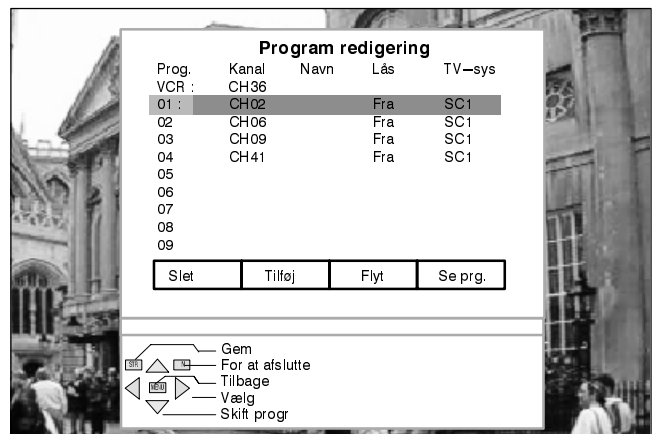 Program redigering
Prog. Kanal Navn Lås TV–sys
VCR : CH36
01 : CH02 Fra SC1
02 CH06 Fra SC1
03 CH09 Fra SC1
04 CH41 Fra SC1
05
06
07
08
09
Slet Tilføj Flyt Se prg.
Gem
STR N For at afslutte
MENU Tilbage
Vælg
Skift progr